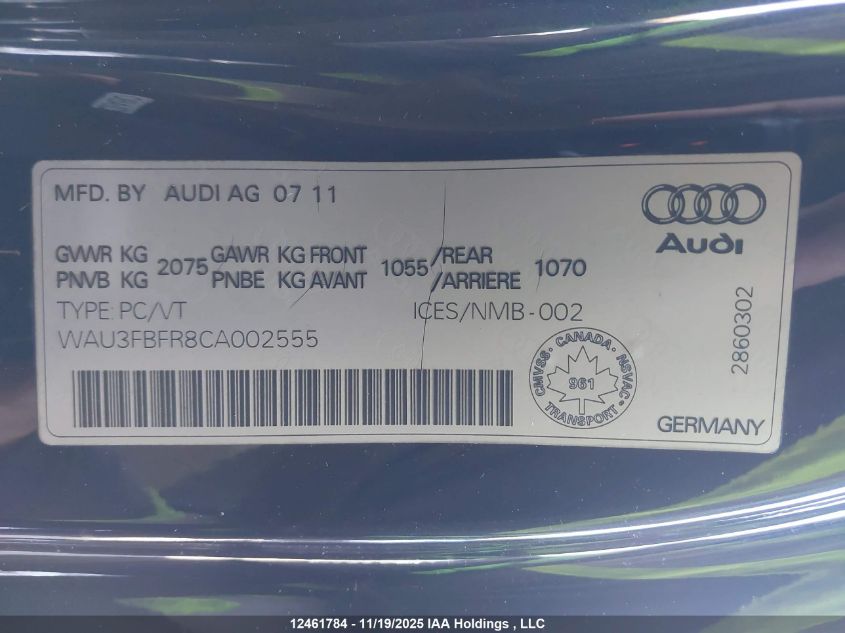 MFD. BY AUDI AG 07 11
Audi
GVWR KG 2075 GAWR KG FRONT 1055 /REAR 1070
PNVB KG PNBE KG AVANT /ARRIERE
TYPE: PC/VT ICES/NMB-002
WAU3FBFR8CA002555
CMVSS · CANADA · NSVAC
961
TRANSPORT
2860302
GERMANY
12461784 - 11/19/2025 IAA Holdings , LLC